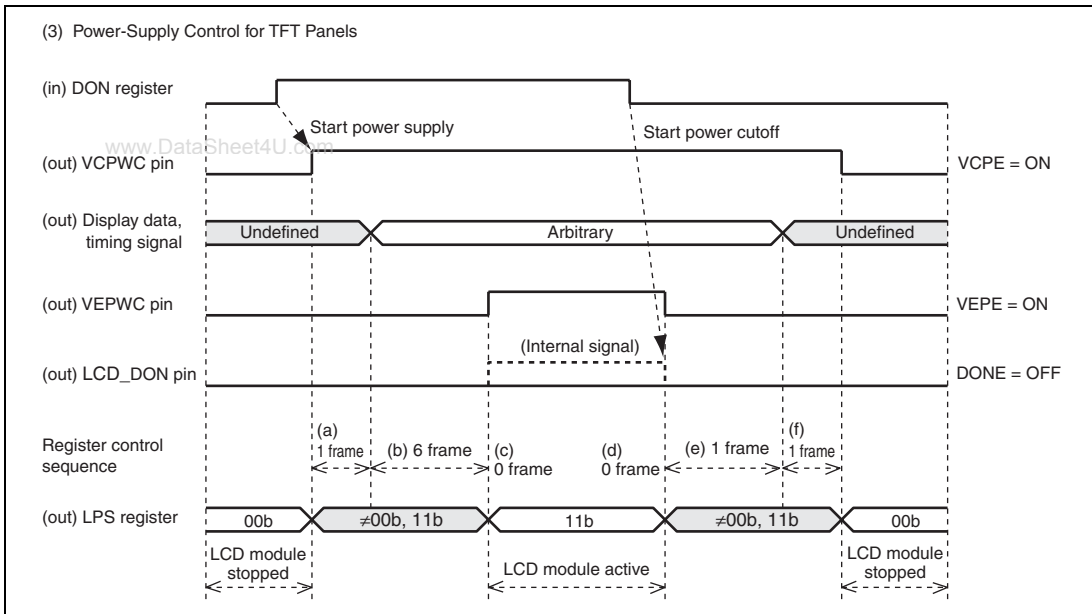 (3) Power-Supply Control for TFT Panels
(in) DON register
Start power supply
Start power cutoff
www.DataSheet4U.com
(out) VCPWC pin
VCPE = ON
(out) Display data,
timing signal
Undefined
Arbitrary
Undefined
(out) VEPWC pin
VEPE = ON
(Internal signal)
(out) LCD_DON pin
DONE = OFF
Register control
sequence
(a)
1 frame
(b) 6 frame
(c)
0 frame
(d)
0 frame
(e) 1 frame
(f)
1 frame
(out) LPS register
00b
≠00b, 11b
11b
≠00b, 11b
00b
LCD module
stopped
LCD module active
LCD module
stopped